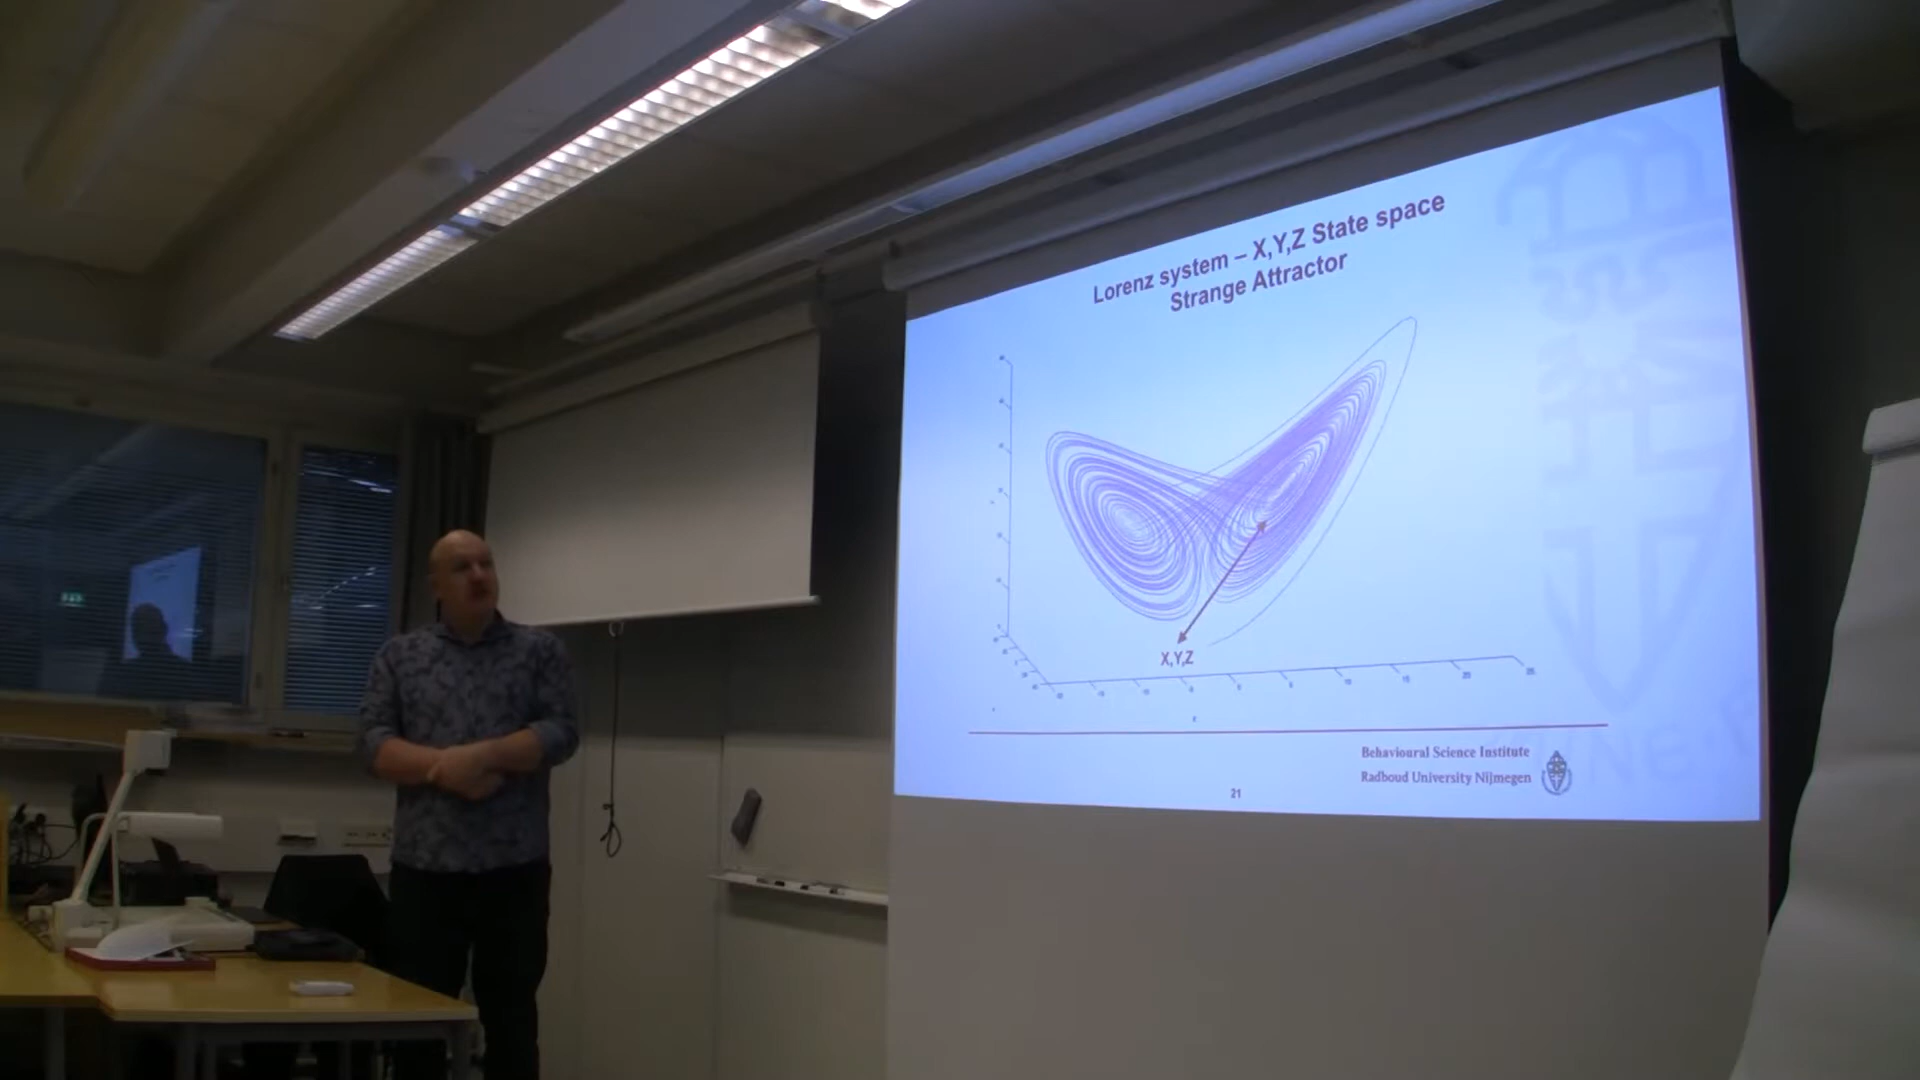 Lorenz system – X,Y,Z State space
Strange Attractor
X,Y,Z
Behavioural Science Institute
Radboud University Nijmegen
21